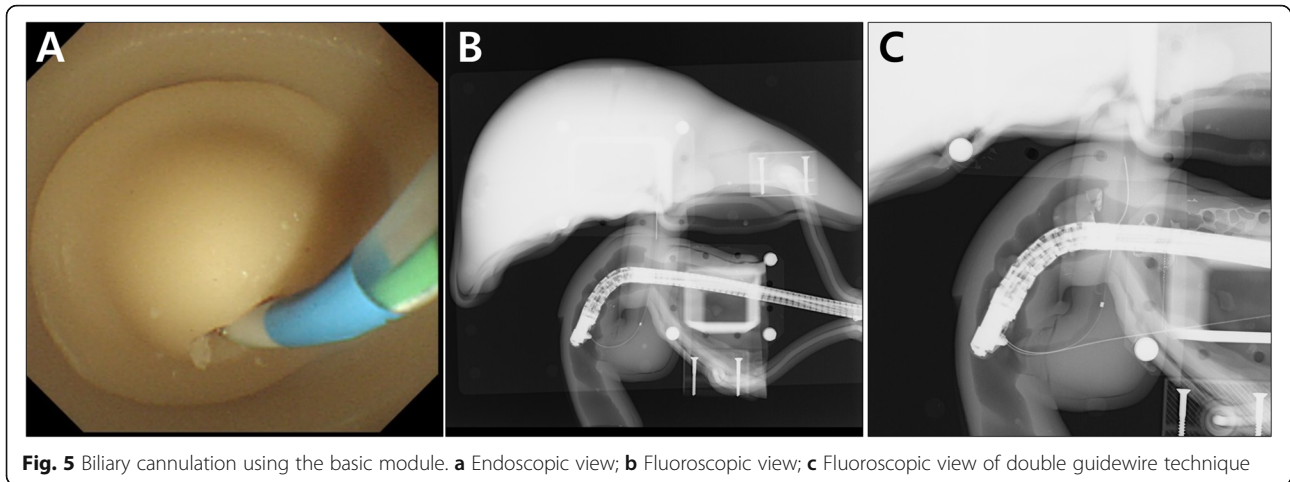 A
B
C
Fig. 5 Biliary cannulation using the basic module. a Endoscopic view; b Fluoroscopic view; c Fluoroscopic view of double guidewire technique